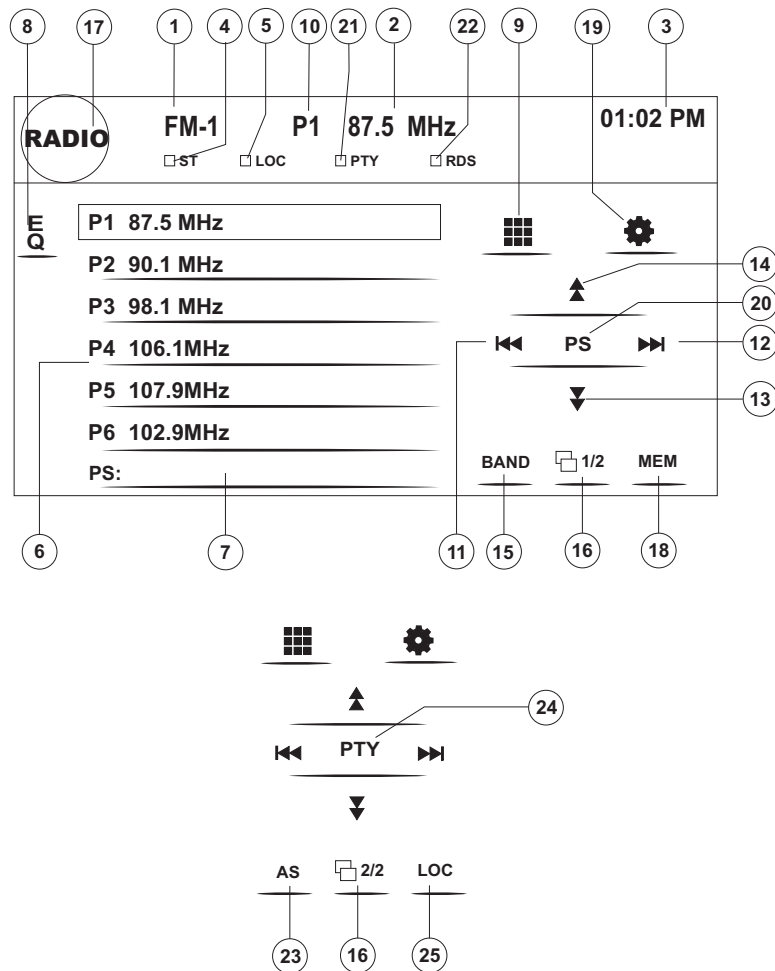 8 17 1 4 5 10 21 2 22 9 19 3
RADIO FM-1 P1 87.5 MHz 01:02 PM
ST LOC PTY RDS
EQ
P1 87.5 MHz
P2 90.1 MHz
P3 98.1 MHz
P4 106.1MHz
P5 107.9MHz
P6 102.9MHz
PS:
14
20
PS
12
13
BAND 1/2 MEM
6 7 11 15 16 18
24
PTY
AS 2/2 LOC
23 16 25